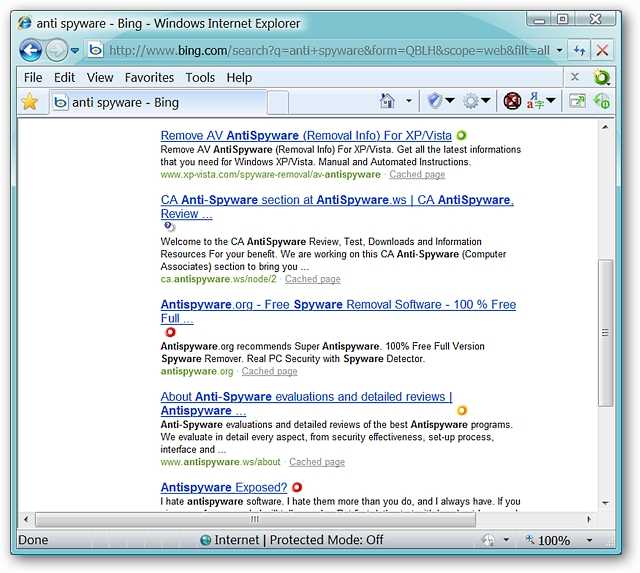 anti spyware - Bing - Windows Internet Explorer
http://www.bing.com/search?q=anti+spyware&form=QBLH&scope=web&filt=all
File Edit View Favorites Tools Help
anti spyware - Bing
Remove AV AntiSpyware (Removal Info) For XP/Vista
Remove AV AntiSpyware (Removal Info) For XP/Vista. Get all the latest informations
that you need for Windows XP/Vista. Manual and Automated Instructions.
www.xp-vista.com/spyware-removal/av-antispyware · Cached page
CA Anti-Spyware section at AntiSpyware.ws | CA AntiSpyware,
Review ...
Welcome to the CA AntiSpyware Review, Test, Downloads and Information
Resources For your benefit. We are working on this CA Anti-Spyware (Computer
Associates) section to bring you ...
ca.antispyware.ws/node/2 · Cached page
Antispyware.org - Free Spyware Removal Software - 100 % Free
Full ...
Antispyware.org recommends Super Antispyware. 100% Free Full Version
Spyware Remover. Real PC Security with Spyware Detector.
antispyware.org · Cached page
About Anti-Spyware evaluations and detailed reviews |
Antispyware ...
Anti-Spyware evaluations and detailed reviews of the best Antispyware programs.
We evaluate in detail every aspect, from security effectiveness, set-up process,
interface and ...
www.antispyware.ws/about · Cached page
Antispyware Exposed?
I hate antispyware software. I hate them more than you do, and I always have. If you
Done Internet | Protected Mode: Off 100%